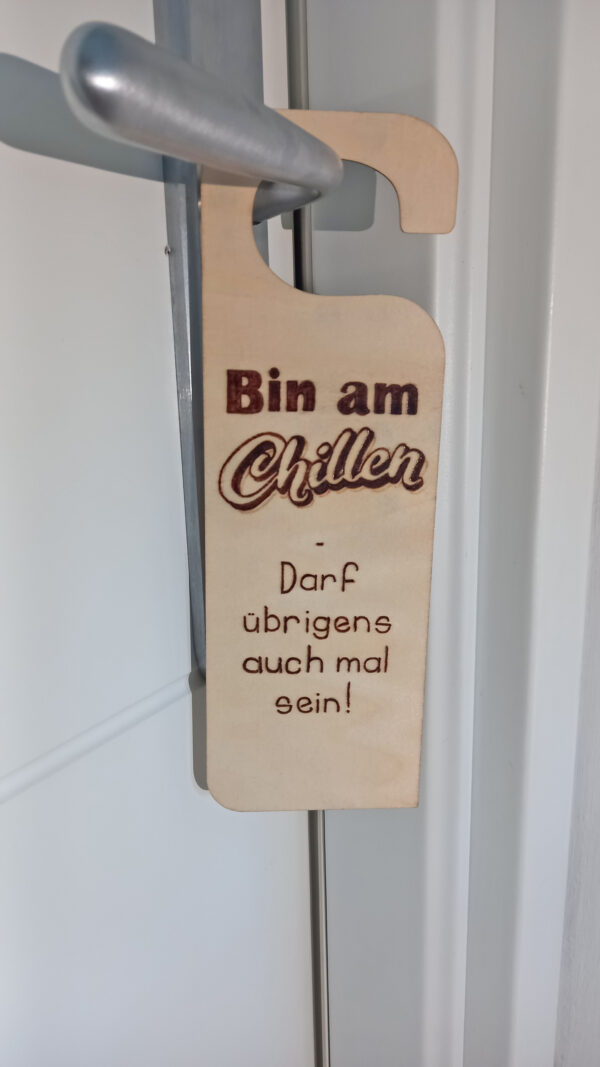 Bin am
Chillen
-
Darf
übrigens
auch mal
sein!